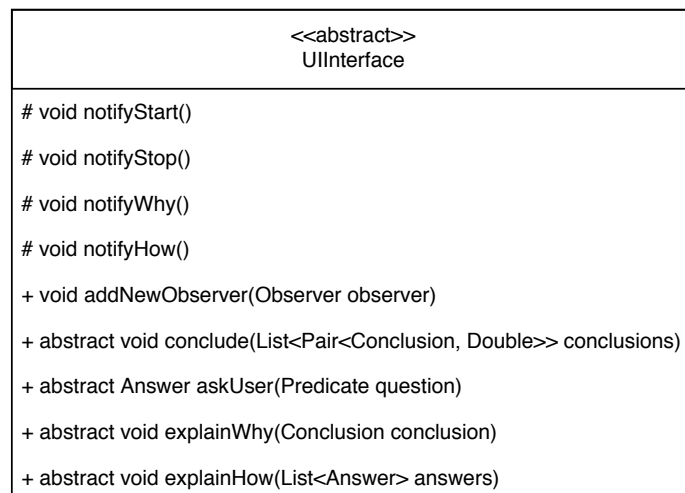 <<abstract>>
UIInterface
# void notifyStart()
# void notifyStop()
# void notifyWhy()
# void notifyHow()
+ void addNewObserver(Observer observer)
+ abstract void conclude(List<Pair<Conclusion, Double>> conclusions)
+ abstract Answer askUser(Predicate question)
+ abstract void explainWhy(Conclusion conclusion)
+ abstract void explainHow(List<Answer> answers)